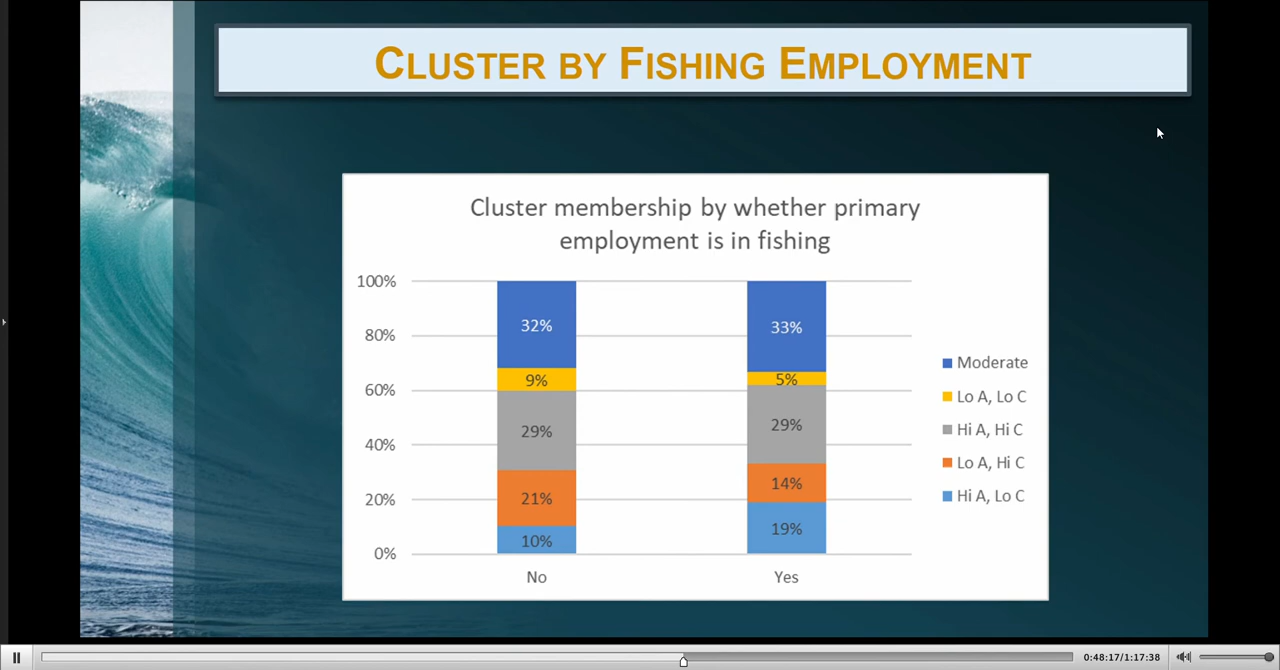 CLUSTER BY FISHING EMPLOYMENT
Cluster membership by whether primary
employment is in fishing
100%
80%
60%
40%
20%
0%
32%
9%
29%
21%
10%
33%
5%
29%
14%
19%
No
Yes
Moderate
Lo A, Lo C
Hi A, Hi C
Lo A, Hi C
Hi A, Lo C
0:48:17/1:17:38